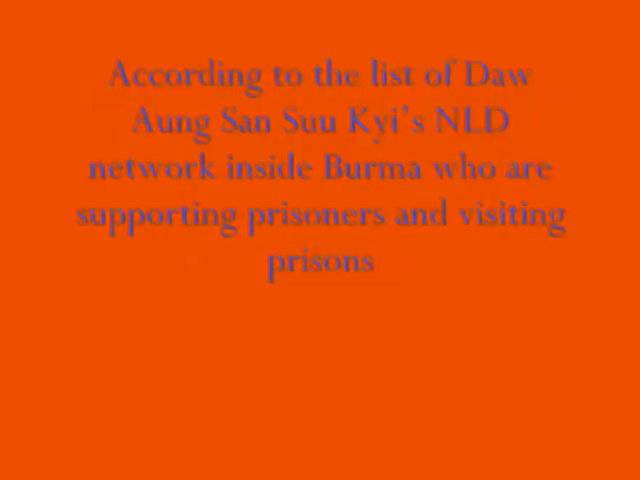 According to the list of Daw
Aung San Suu Kyi's NLD
network inside Burma who are
supporting prisoners and visiting
prisons